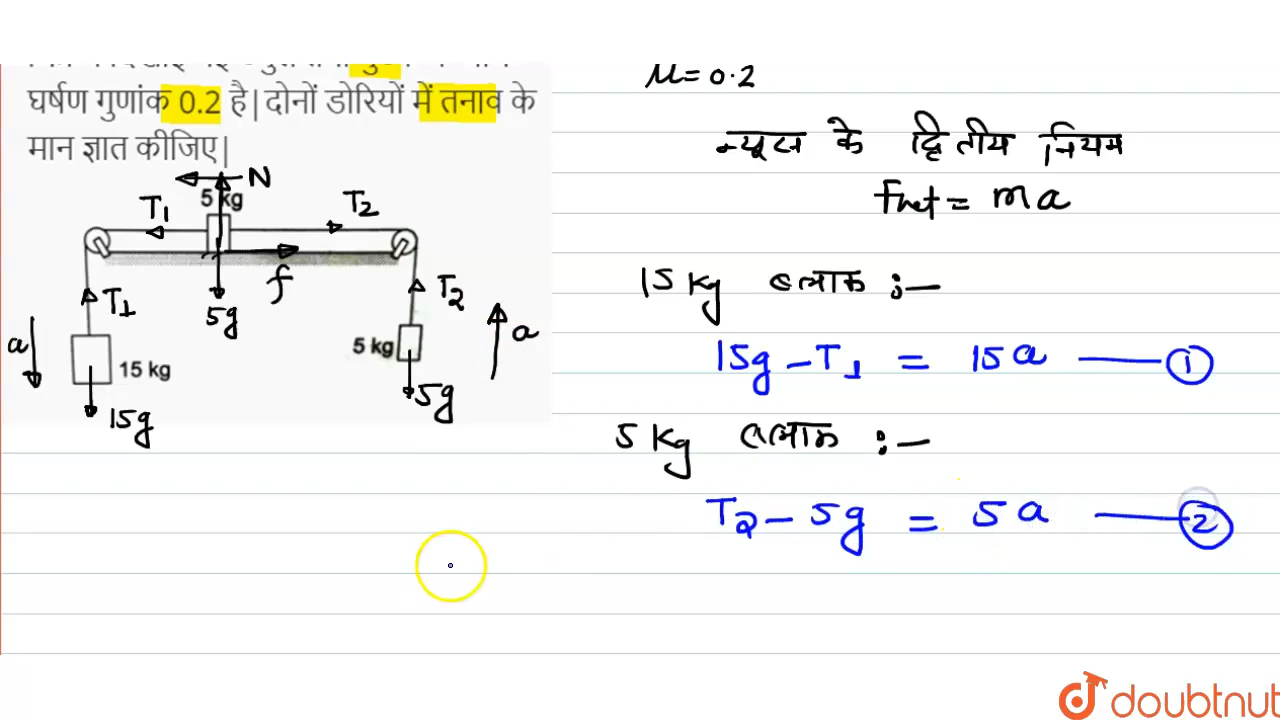 घर्षण गुणांक 0.2 है| दोनों डोरियों में तनाव के
मान ज्ञात कीजिए|
N
5 kg
T1
T2
f
5g
T1
T2
a
a
15 kg
5 kg
15g
5g
μ = 0.2
न्यूटन के द्वितीय नियम
Fnet = ma
15 kg ब्लाक :-
15g - T1 = 15a — 1
5 kg ब्लाक :-
T2 - 5g = 5a — 2
doubtnut